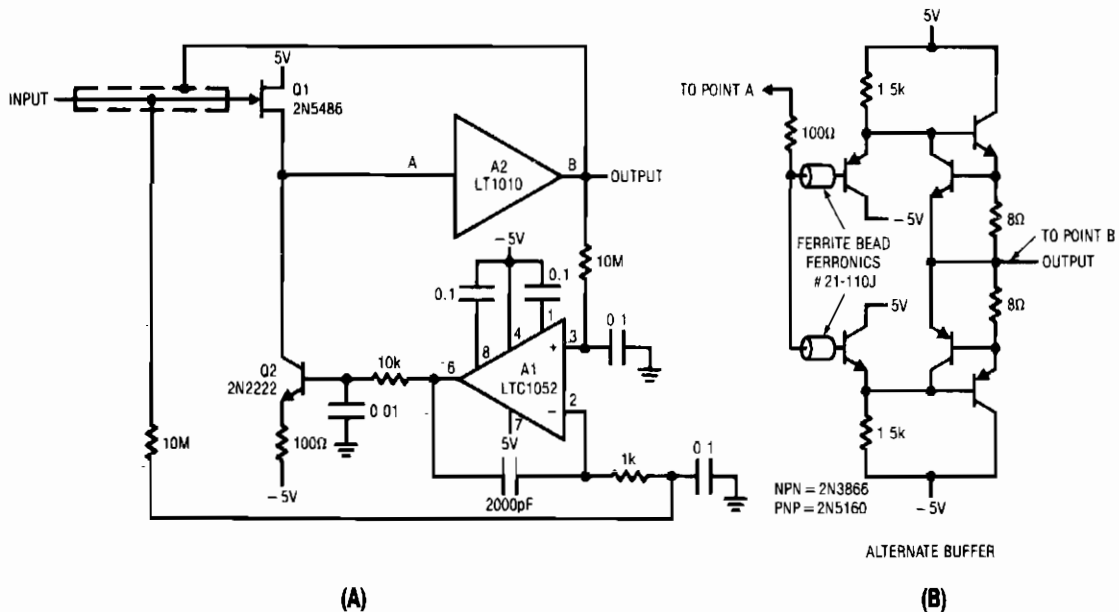 INPUT
5V
Q1
2N5486
A
A2
LT1010
B
OUTPUT
-5V
0.1
0.1
10M
8
4
1
3
+
0 1
6
A1
LTC1052
2
−
7
5V
10k
Q2
2N2222
0 01
100Ω
-5V
10M
2000pF
1k
0 1
(A)
5V
TO POINT A
1 5k
100Ω
-5V
8Ω
FERRITE BEAD
FERRONICS
#21-110J
TO POINT B
OUTPUT
8Ω
5V
1 5k
NPN = 2N3866
PNP = 2N5160
-5V
ALTERNATE BUFFER
(B)